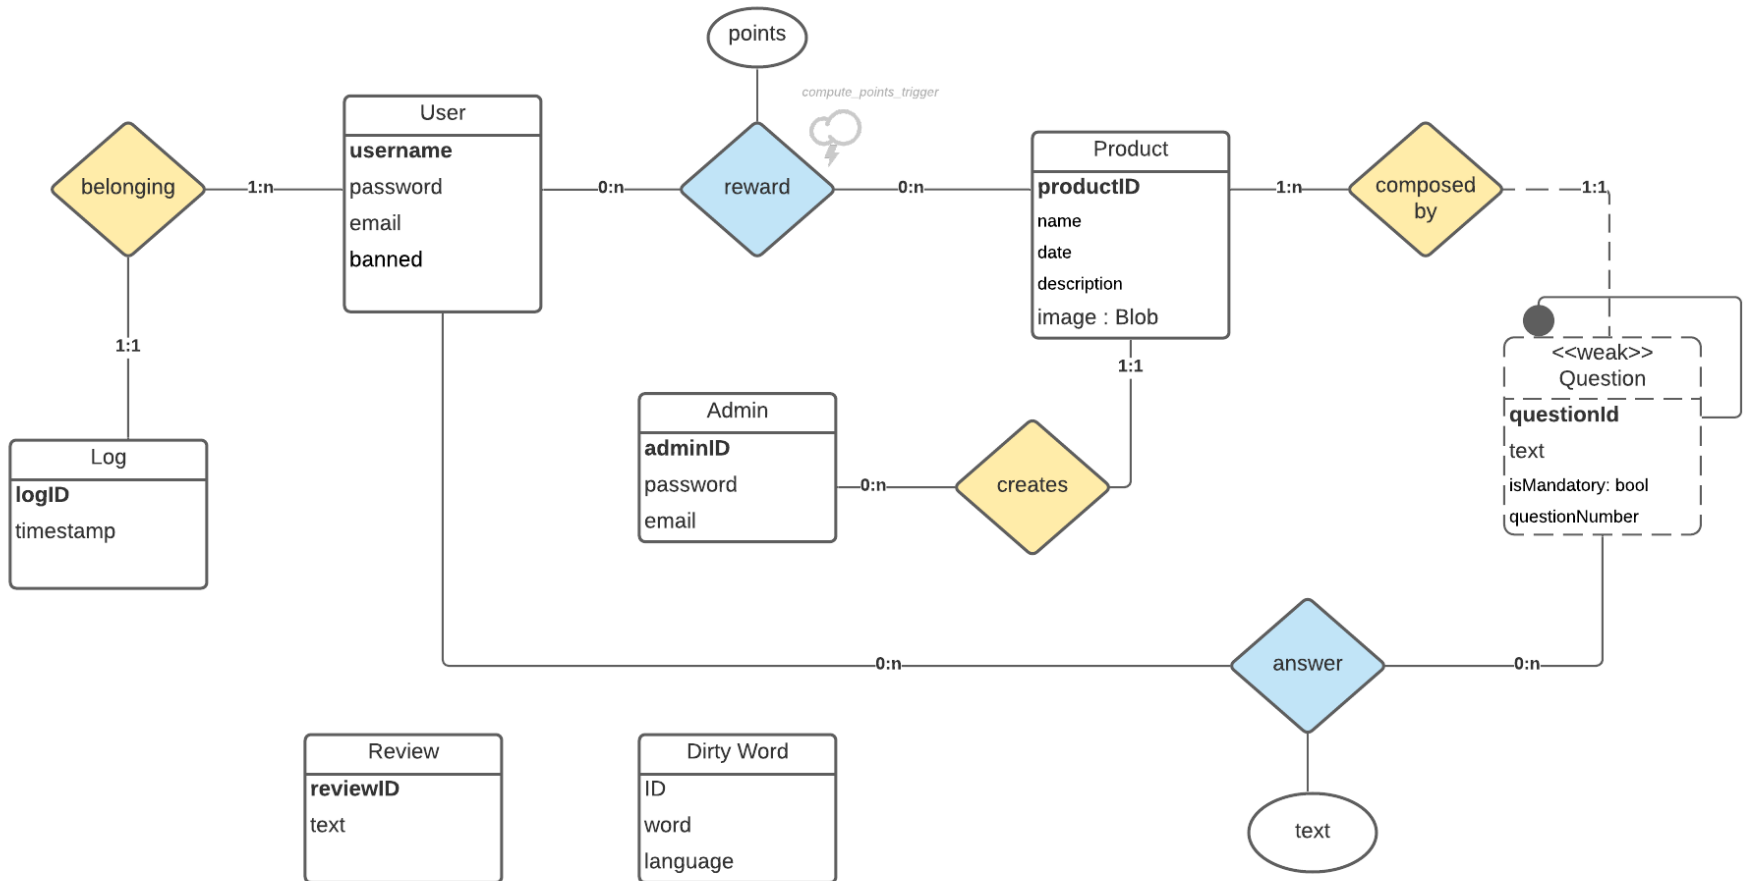 points
compute_points_trigger
User
username
password
email
banned
belonging
1:n
0:n
reward
0:n
Product
productID
name
date
description
image : Blob
1:n
composed
by
1:1
1:1
Log
logID
timestamp
Admin
adminID
password
email
0:n
creates
1:1
<<weak>>
Question
questionId
text
isMandatory: bool
questionNumber
0:n
answer
0:n
text
Review
reviewID
text
Dirty Word
ID
word
language